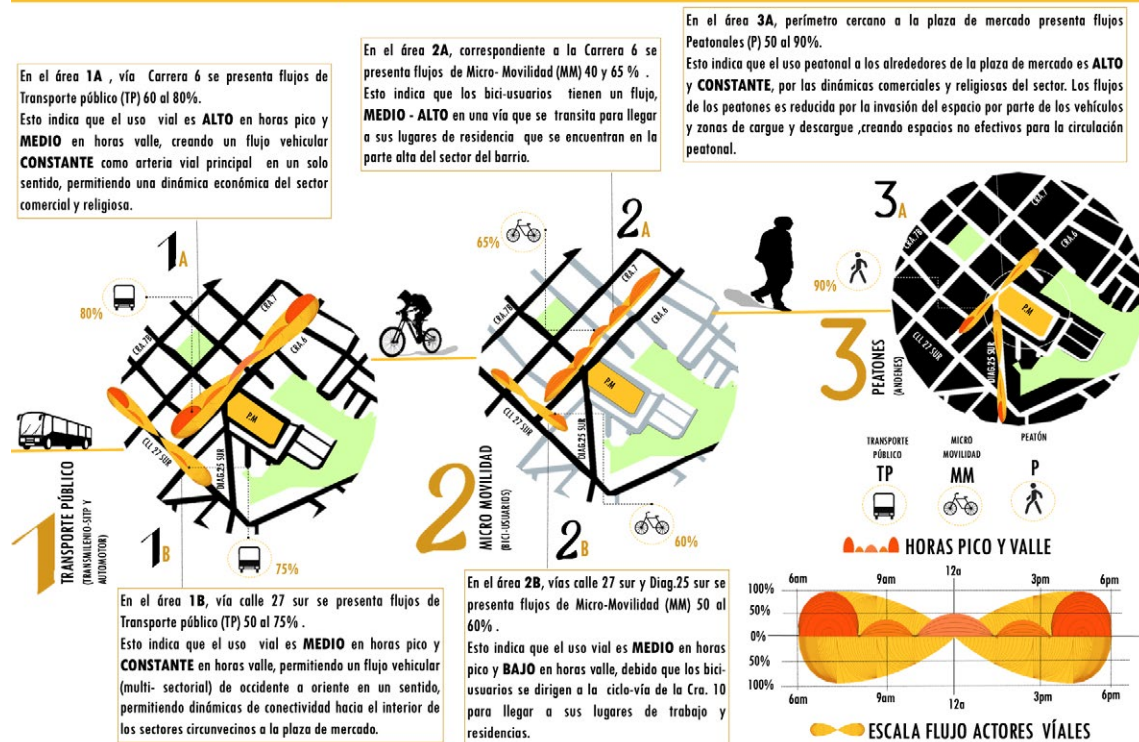 En el área 1A , vía Carrera 6 se presenta flujos de
Transporte público (TP) 60 al 80%.
Esto indica que el uso vial es ALTO en horas pico y
MEDIO en horas valle, creando un flujo vehicular
CONSTANTE como arteria vial principal en un solo
sentido, permitiendo una dinámica económica del sector
comercial y religiosa.
En el área 2A, correspondiente a la Carrera 6 se
presenta flujos de Micro- Movilidad (MM) 40 y 65 % .
Esto indica que los bici-usuarios tienen un flujo,
MEDIO - ALTO en una vía que se transita para llegar
a sus lugares de residencia que se encuentran en la
parte alta del sector del barrio.
En el área 3A, perímetro cercano a la plaza de mercado presenta flujos
Peatonales (P) 50 al 90%.
Esto indica que el uso peatonal a los alrededores de la plaza de mercado es ALTO
y CONSTANTE, por las dinámicas comerciales y religiosas del sector. Los flujos
de los peatones es reducida por la invasión del espacio por parte de los vehículos
y zonas de cargue y descargue ,creando espacios no efectivos para la circulación
peatonal.
1A
80%
CRA.7
CRA.7B
CRA.6
P.M
CLL 27 SUR
DIAG.25 SUR
1
TRANSPORTE PÚBLICO
(TRANSMILENIO-SITP Y
AUTOMOTOR)
1B
75%
2A
65%
CRA.7
CRA.7B
CRA.6
P.M
CLL 27 SUR
DIAG.25 SUR
2
MICRO MOVILIDAD
(BICI-USUARIOS)
2B
60%
3A
90%
CRA.7
CRA.7B
CRA.6
P.M
CLL 27 SUR
DIAG.25 SUR
3
PEATONES
(ANDENES)
En el área 1B, vía calle 27 sur se presenta flujos de
Transporte público (TP) 50 al 75% .
Esto indica que el uso vial es MEDIO en horas pico y
CONSTANTE en horas valle, permitiendo un flujo vehicular
(multi- sectorial) de occidente a oriente en un sentido,
permitiendo dinámicas de conectividad hacia el interior de
los sectores circunvecinos a la plaza de mercado.
En el área 2B, vías calle 27 sur y Diag.25 sur se
presenta flujos de Micro-Movilidad (MM) 50 al
60% .
Esto indica que el uso vial es MEDIO en horas
pico y BAJO en horas valle, debido que los bici-
usuarios se dirigen a la ciclo-vía de la Cra. 10
para llegar a sus lugares de trabajo y
residencias.
TRANSPORTE
PÚBLICO
TP
MICRO
MOVILIDAD
MM
PEATÓN
P
HORAS PICO Y VALLE
6am 9am 12a 3pm 6pm
100%
50%
0%
50%
100%
6am 9am 12a 3pm 6pm
ESCALA FLUJO ACTORES VÍALES